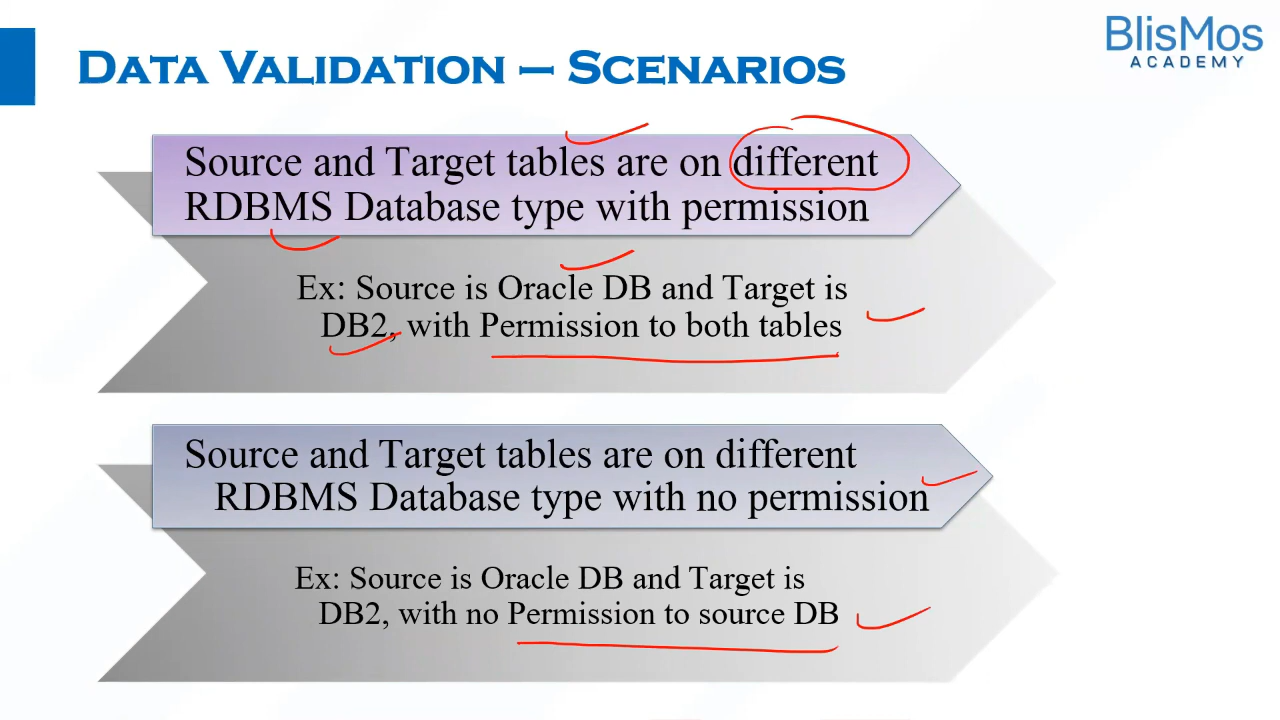 DATA VALIDATION – SCENARIOS
BlisMos
ACADEMY
Source and Target tables are on different
RDBMS Database type with permission
Ex: Source is Oracle DB and Target is
DB2, with Permission to both tables
Source and Target tables are on different
RDBMS Database type with no permission
Ex: Source is Oracle DB and Target is
DB2, with no Permission to source DB